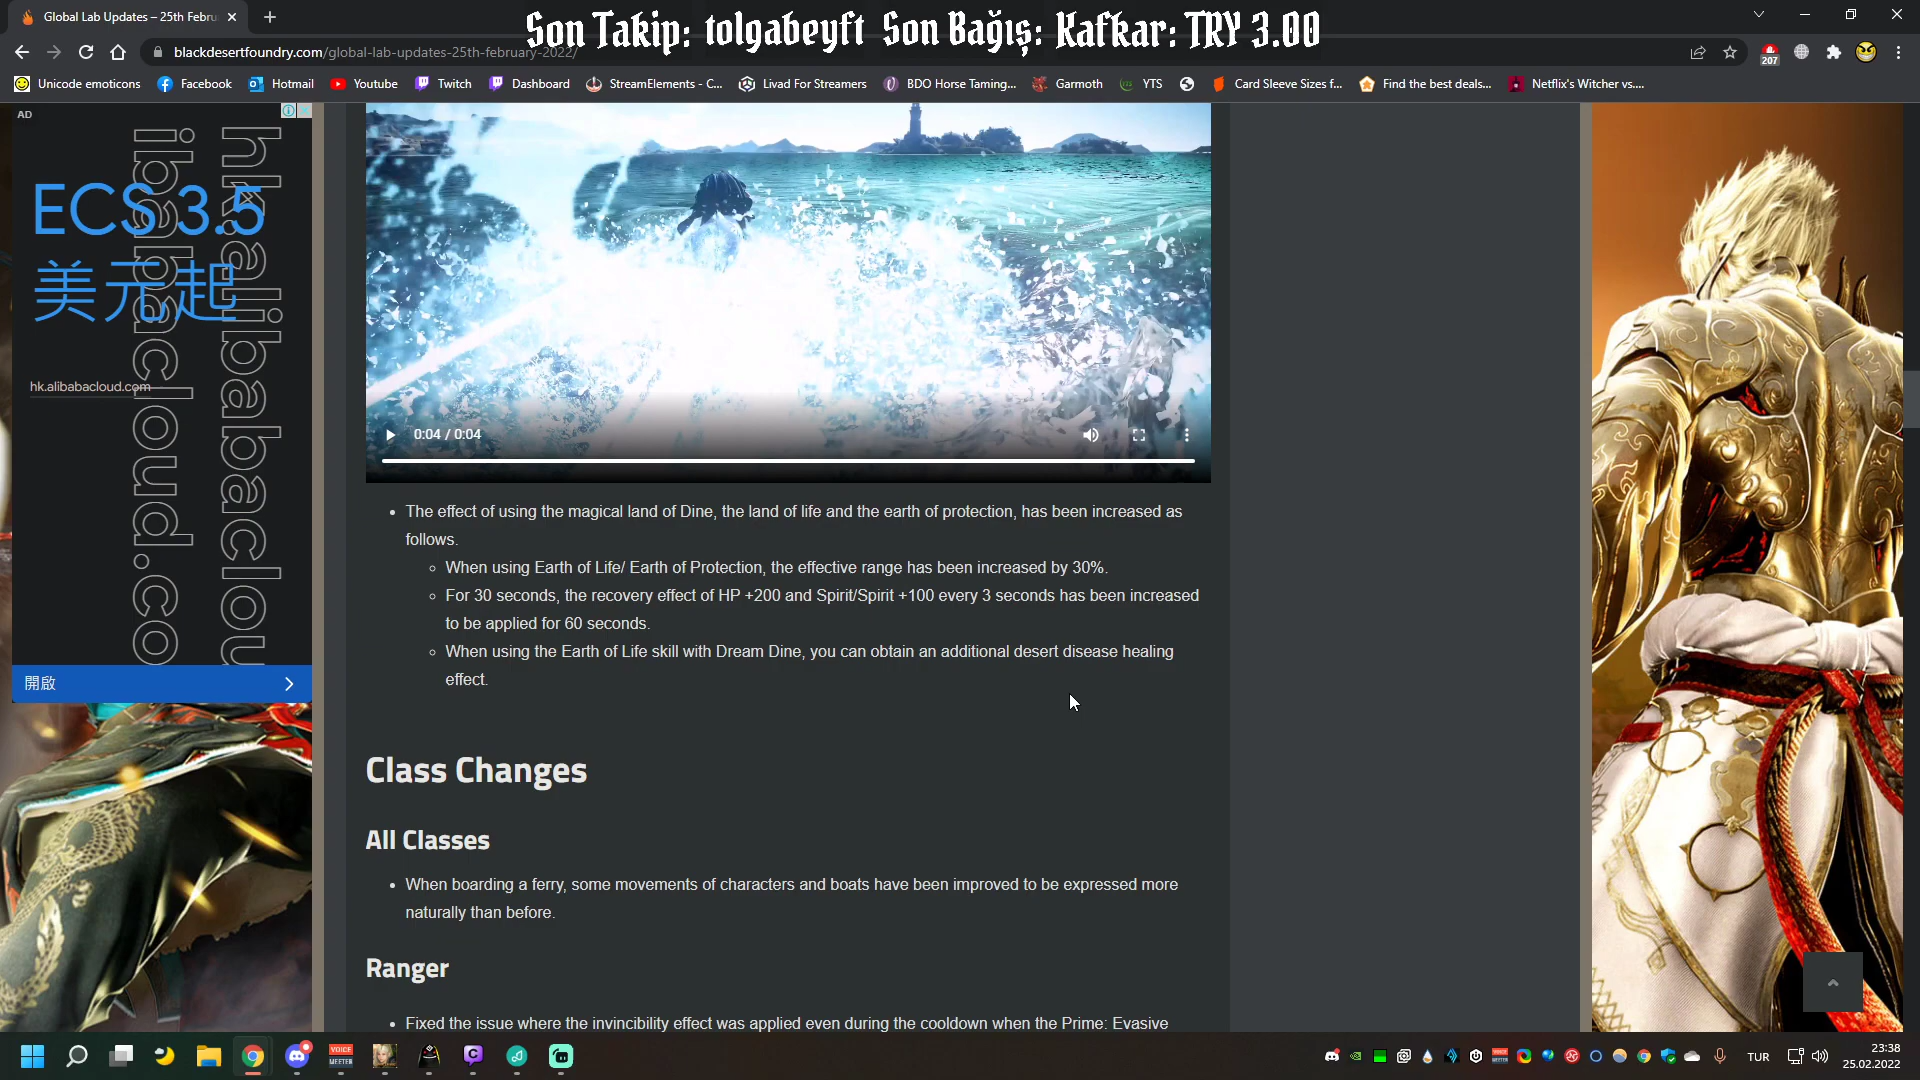 Global Lab Updates – 25th Febru
Son Takip: tolgabeyft Son Bağış: Kafkar: TRY 3.00
blackdesertfoundry.com/global-lab-updates-25th-february-2022/
207
Unicode emoticons
Facebook
Hotmail
Youtube
Twitch
Dashboard
StreamElements - C...
Livad For Streamers
BDO Horse Taming...
Garmoth
YTS
Card Sleeve Sizes f...
Find the best deals...
Netflix's Witcher vs....
AD
ECS 3.5
美元起
hk.alibabacloud.com
hk.alibabaclou
ibabacloud.co
開啟
0:04 / 0:04
• The effect of using the magical land of Dine, the land of life and the earth of protection, has been increased as
follows.
◦ When using Earth of Life/ Earth of Protection, the effective range has been increased by 30%.
◦ For 30 seconds, the recovery effect of HP +200 and Spirit/Spirit +100 every 3 seconds has been increased
to be applied for 60 seconds.
◦ When using the Earth of Life skill with Dream Dine, you can obtain an additional desert disease healing
effect.
Class Changes
All Classes
• When boarding a ferry, some movements of characters and boats have been improved to be expressed more
naturally than before.
Ranger
• Fixed the issue where the invincibility effect was applied even during the cooldown when the Prime: Evasive
VOICE
MEETER
TUR
23:38
25.02.2022